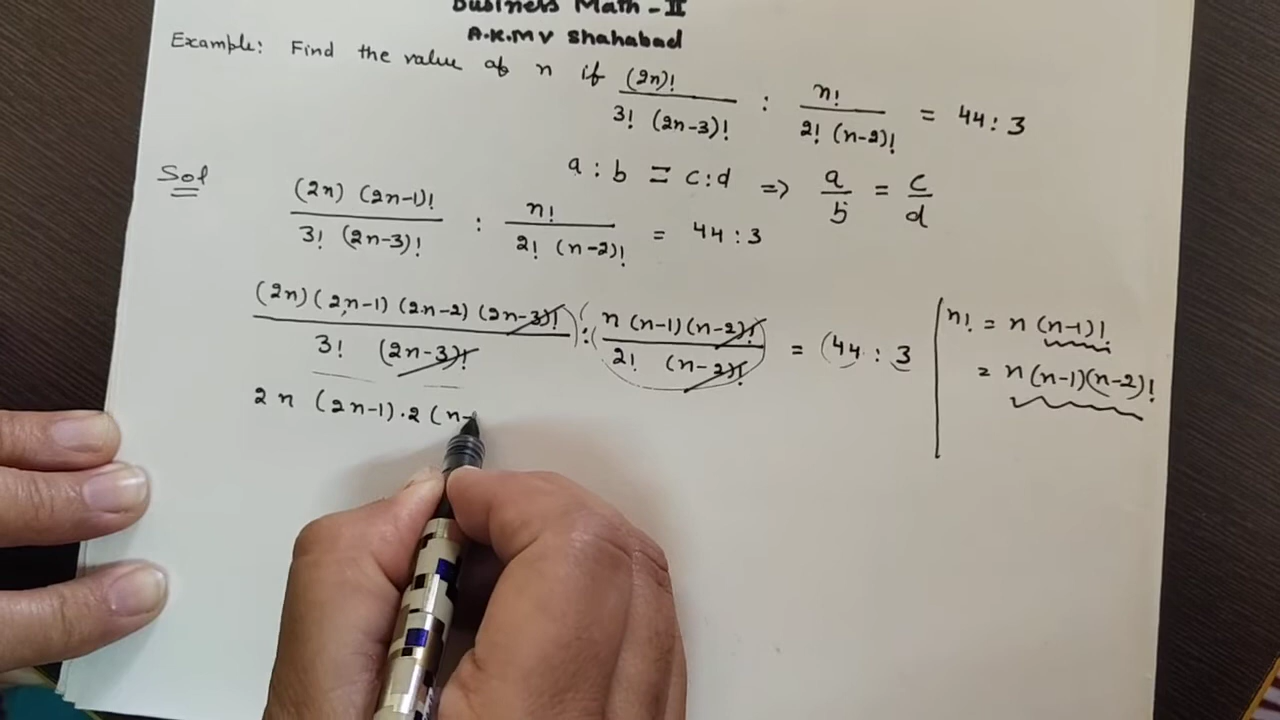 Business Math - II
A.K.M V Shahabad
Example: Find the value of n if (2n)! / 3! (2n-3)! : n! / 2! (n-2)! = 44 : 3
a : b = c : d => a/b = c/d
Sol
(2n) (2n-1)! / 3! (2n-3)! : n! / 2! (n-2)! = 44 : 3
(2n) (2n-1) (2n-2) (2n-3)! / 3! (2n-3)! : n (n-1) (n-2)! / 2! (n-2)! = 44 : 3
n! = n (n-1)!
= n (n-1)(n-2)!
2n (2n-1) . 2 (n-